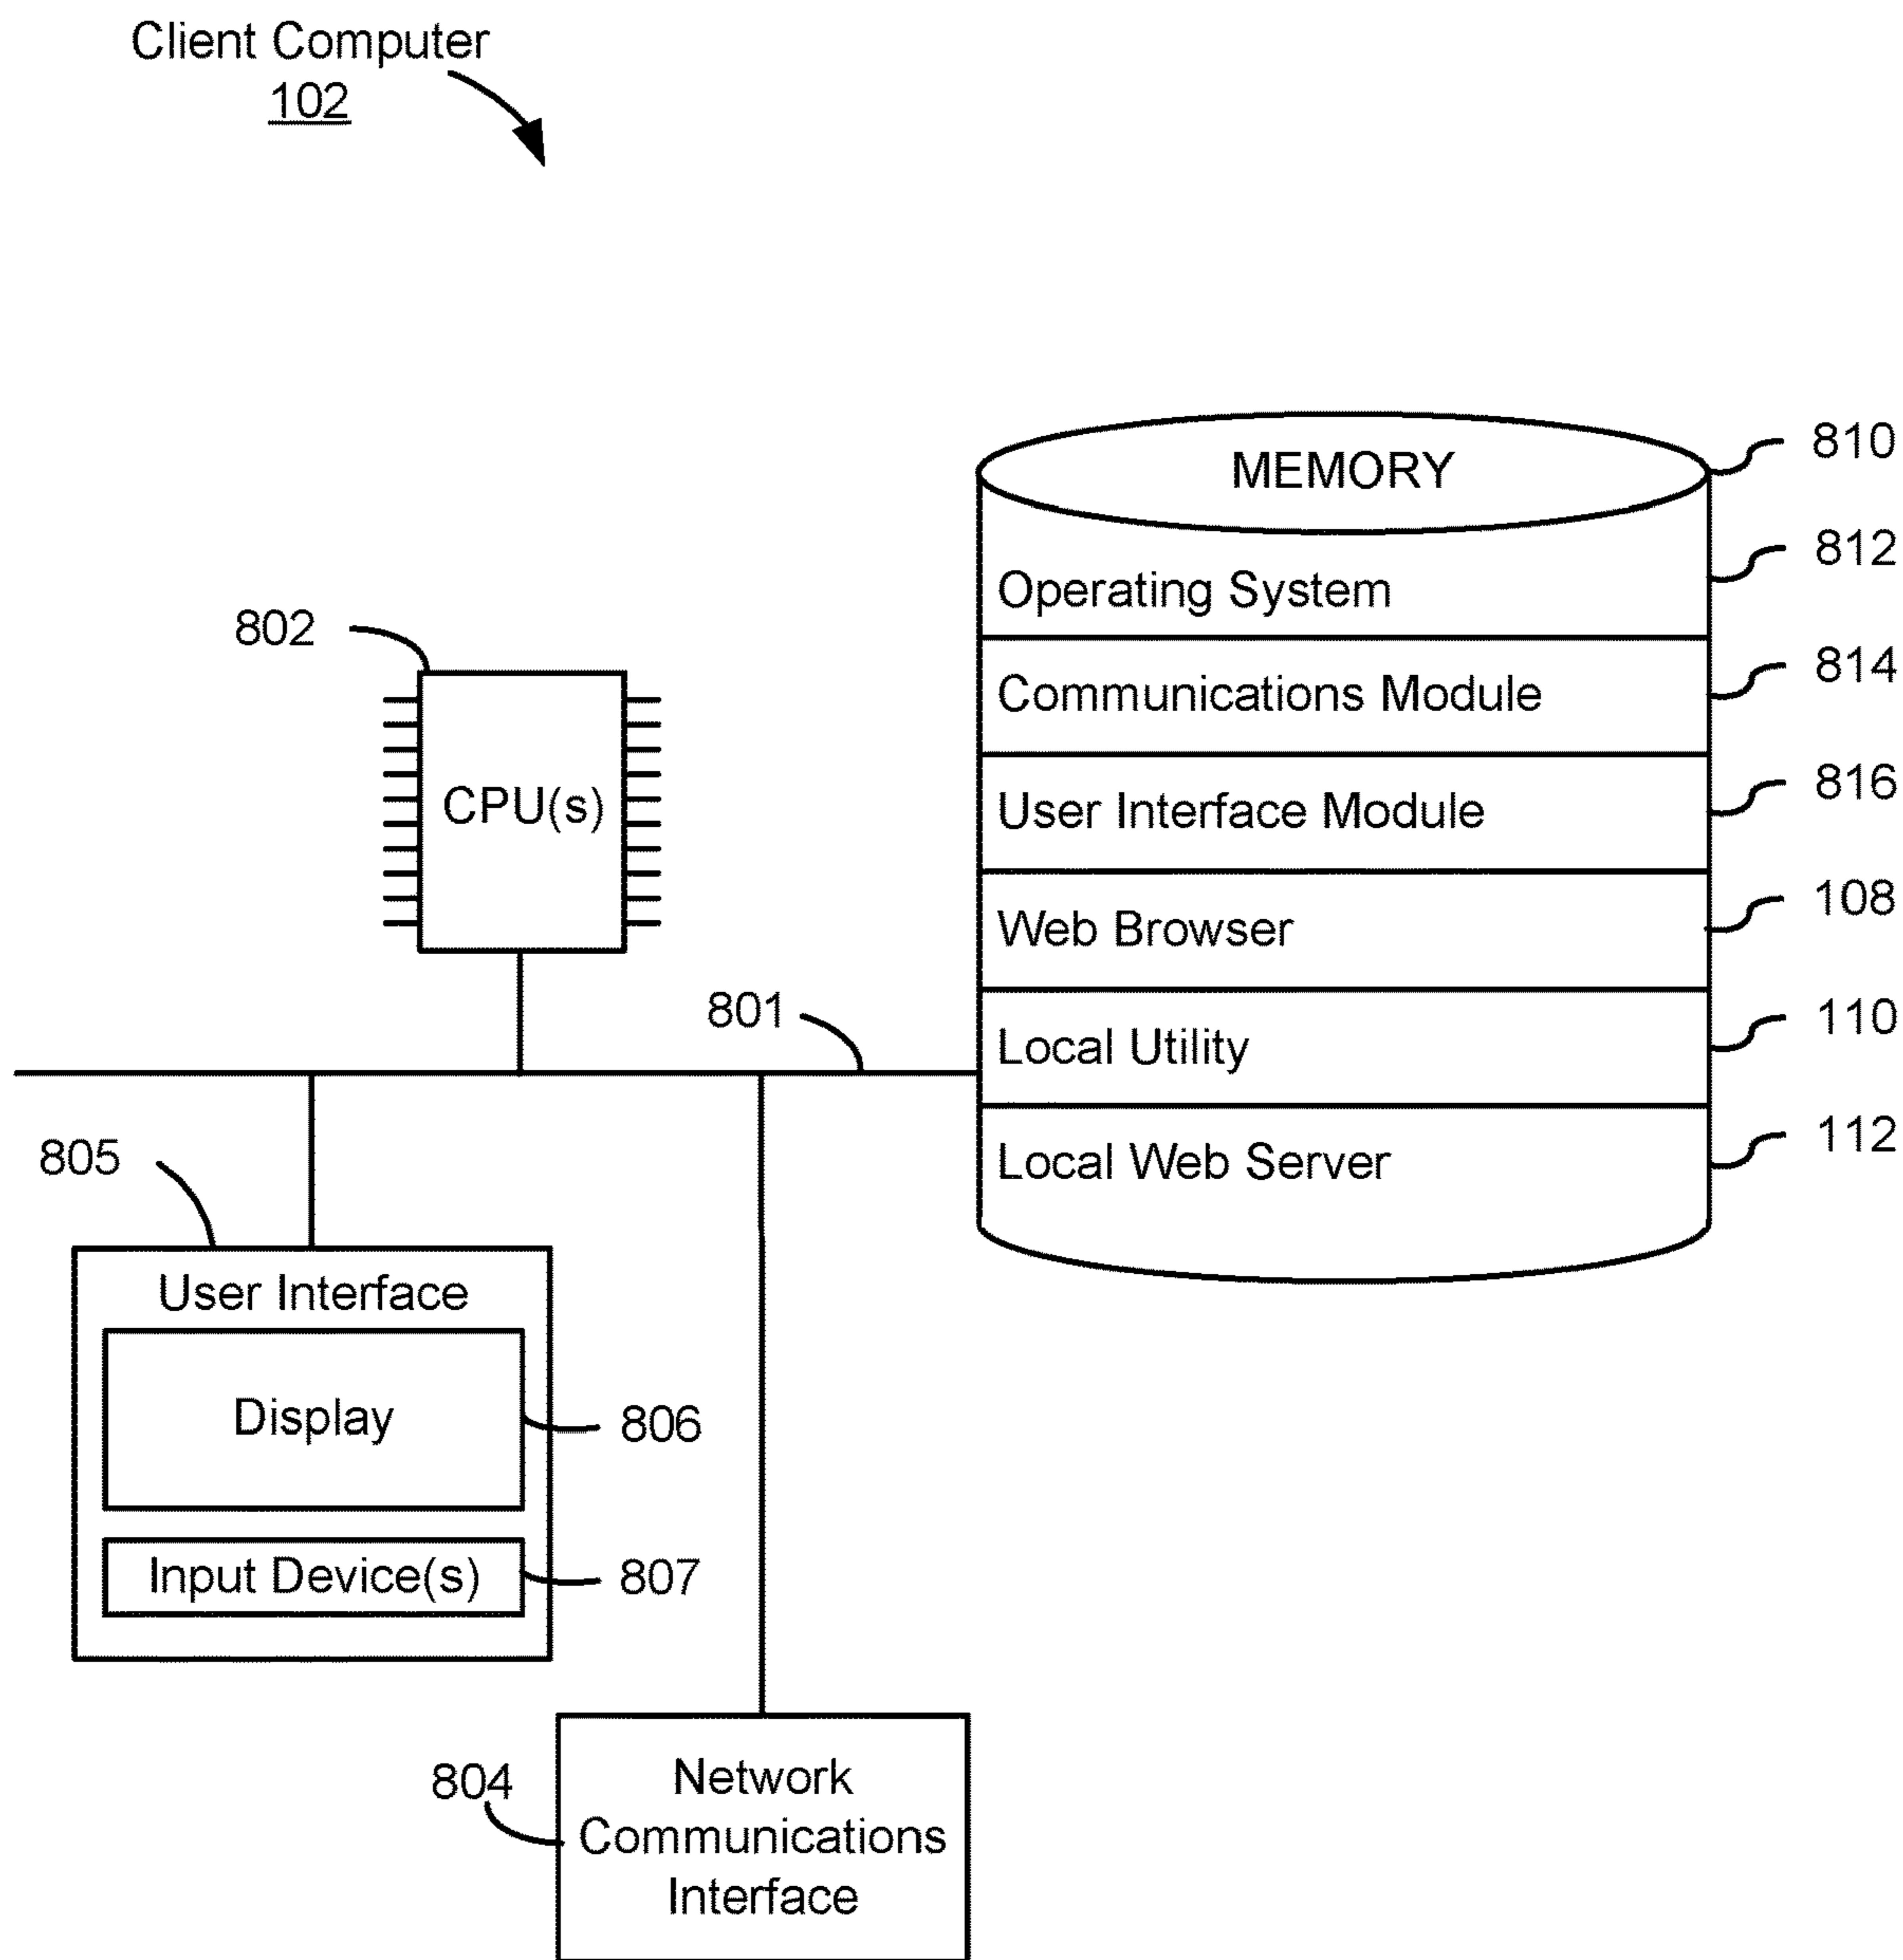 Client Computer
102
MEMORY
810
Operating System
812
Communications Module
814
User Interface Module
816
Web Browser
108
Local Utility
110
Local Web Server
112
802
CPU(s)
801
805
User Interface
Display
806
Input Device(s)
807
804
Network
Communications
Interface